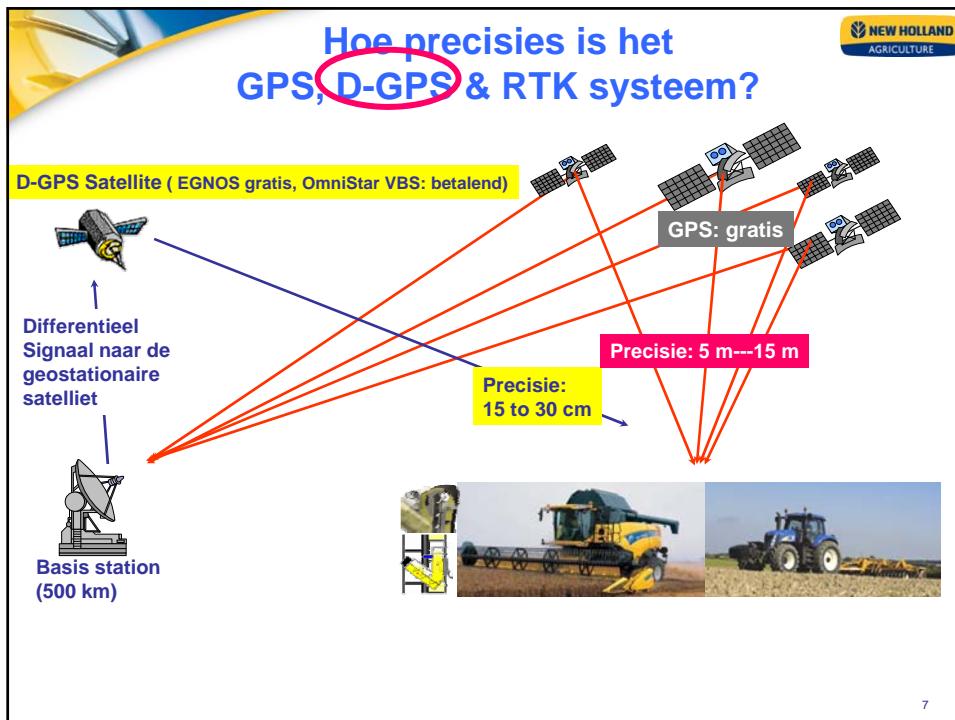 Hoe precisies is het
GPS, D-GPS & RTK systeem?
NEW HOLLAND
AGRICULTURE
D-GPS Satellite ( EGNOS gratis, OmniStar VBS: betalend)
GPS: gratis
Differentieel
Signaal naar de
geostationaire
satelliet
Precisie: 5 m---15 m
Precisie:
15 to 30 cm
Basis station
(500 km)
7